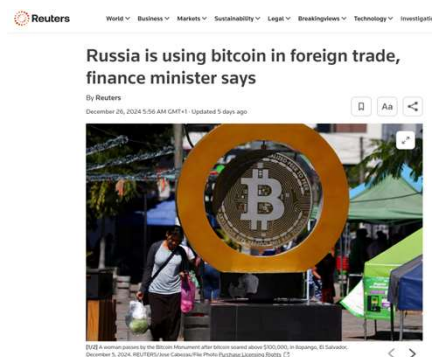 Reuters
World Business Markets Sustainability Legal Breakingviews Technology
Russia is using bitcoin in foreign trade,
finance minister says
By Reuters
December 26, 2024 5:56 AM GMT+1 · Updated 5 days ago
Aa
[1/2] A woman passes by the Bitcoin Monument after bitcoin soared above $100,000, in Ilopango, El Salvador,
December 5, 2024. REUTERS/Jose Cabezas/File Photo Purchase Licensing Rights